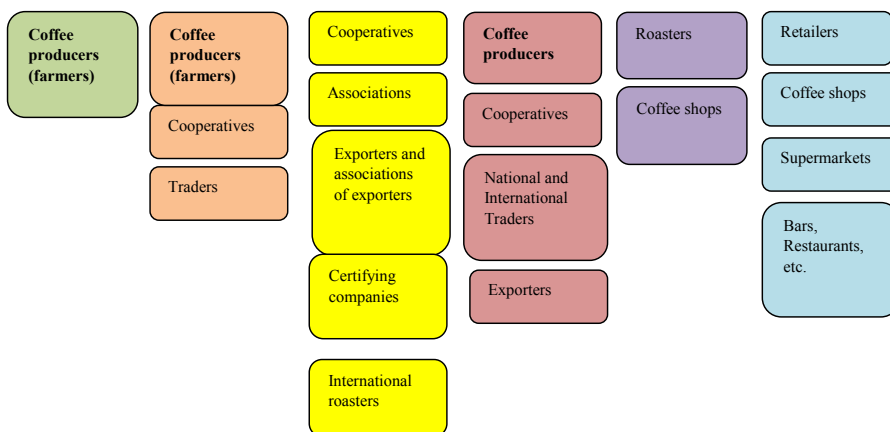 Coffee
producers
(farmers)
Coffee
producers
(farmers)
Cooperatives
Traders
Cooperatives
Associations
Exporters and
associations
of exporters
Certifying
companies
International
roasters
Coffee
producers
Cooperatives
National and
International
Traders
Exporters
Roasters
Coffee shops
Retailers
Coffee shops
Supermarkets
Bars,
Restaurants,
etc.